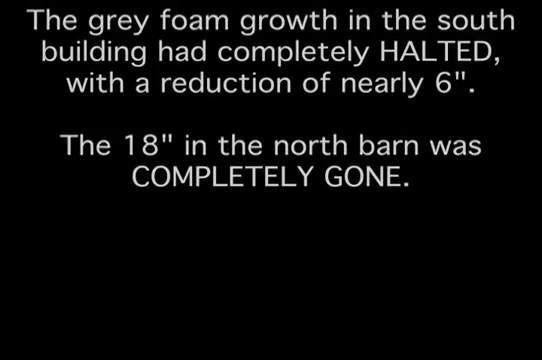 The grey foam growth in the south
building had completely HALTED,
with a reduction of nearly 6".
The 18" in the north barn was
COMPLETELY GONE.